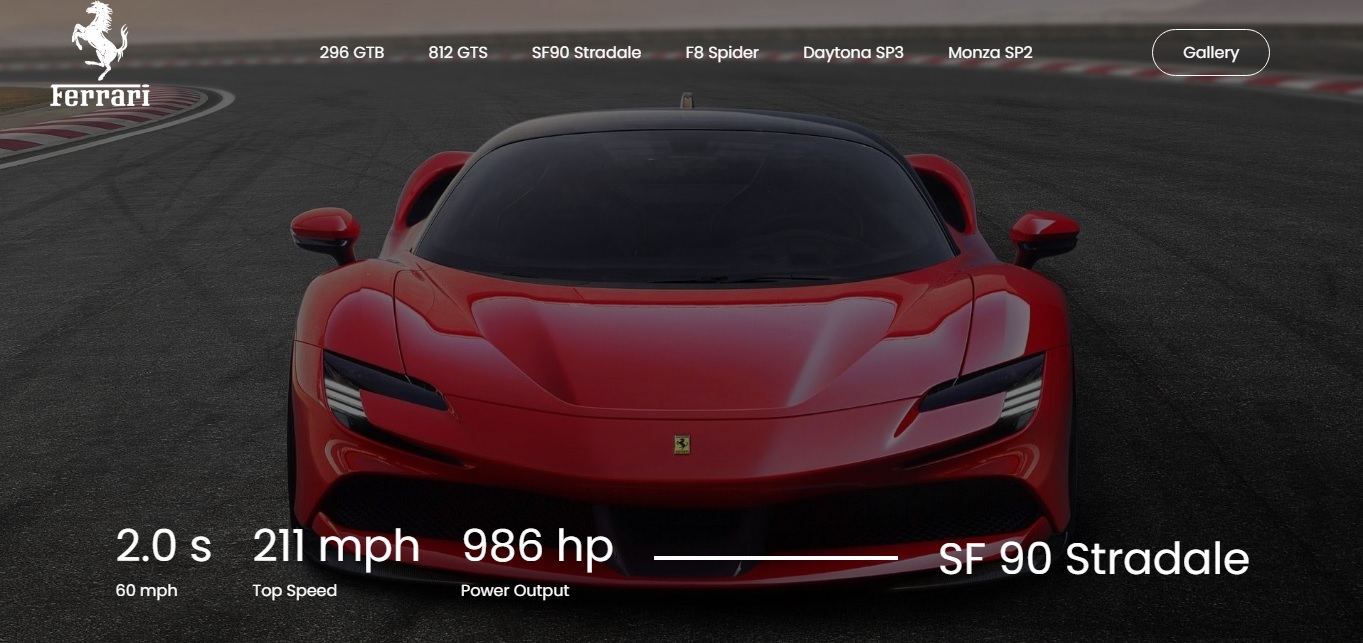 Ferrari
296 GTB
812 GTS
SF90 Stradale
F8 Spider
Daytona SP3
Monza SP2
Gallery
2.0 s
60 mph
211 mph
Top Speed
986 hp
Power Output
SF 90 Stradale